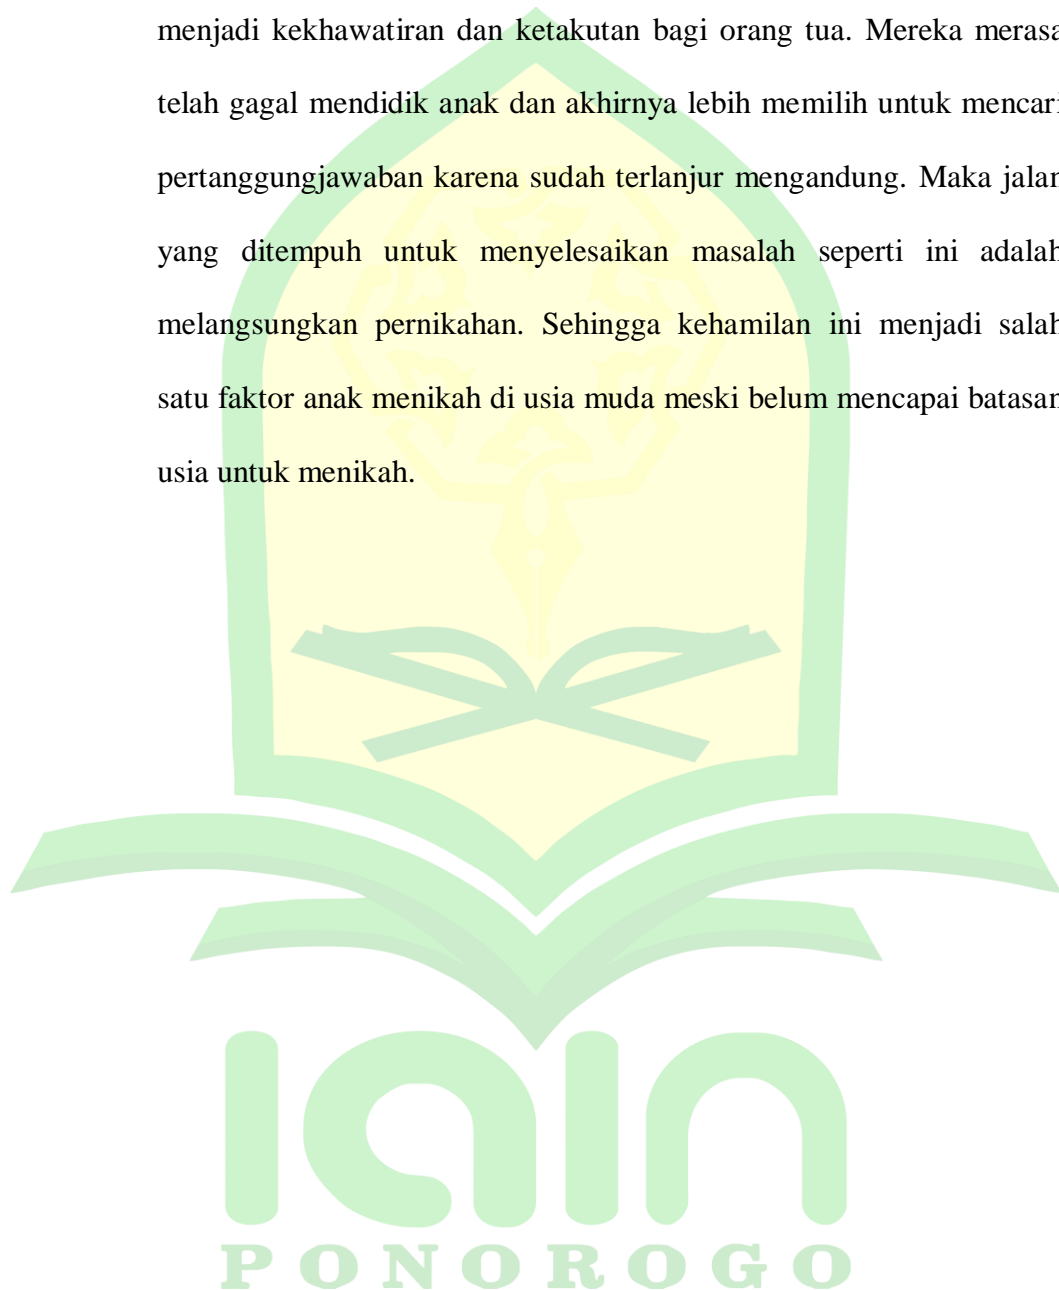 menjadi kekhawatiran dan ketakutan bagi orang tua. Mereka merasa
telah gagal mendidik anak dan akhirnya lebih memilih untuk mencari
pertanggungjawaban karena sudah terlanjur mengandung. Maka jalan
yang ditempuh untuk menyelesaikan masalah seperti ini adalah
melangsungkan pernikahan. Sehingga kehamilan ini menjadi salah
satu faktor anak menikah di usia muda meski belum mencapai batasan
usia untuk menikah.
IAIN
PONOROGO